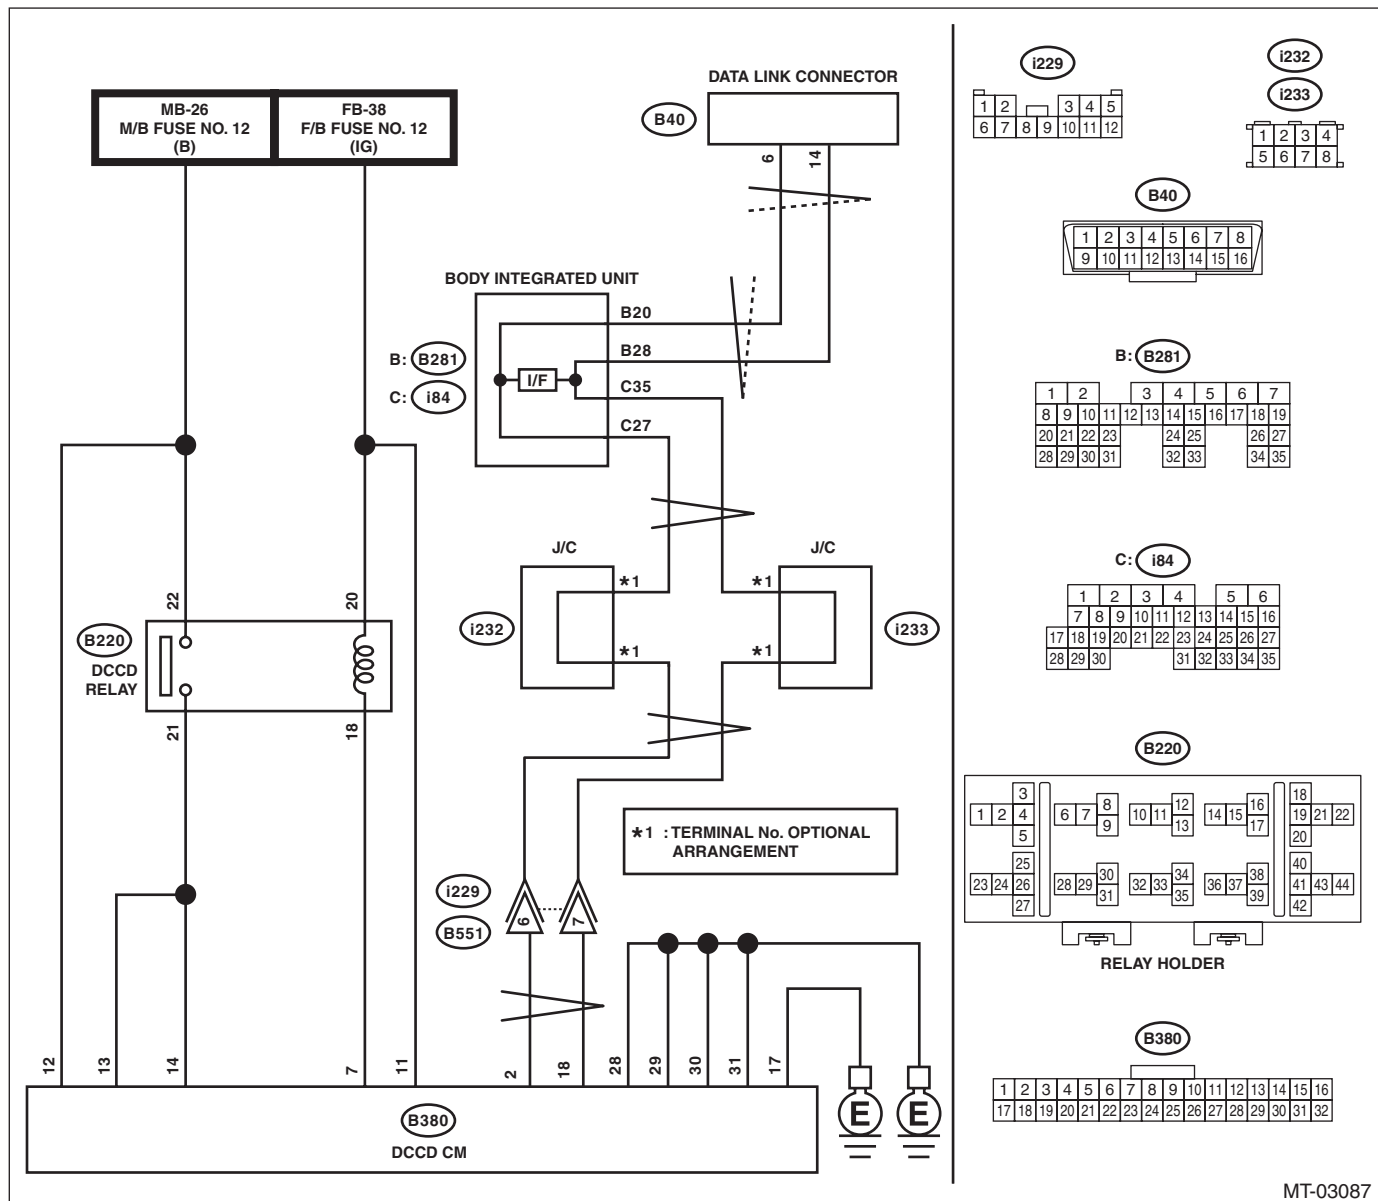 MB-26
M/B FUSE NO. 12
(B)
FB-38
F/B FUSE NO. 12
(IG)
DATA LINK CONNECTOR
B40
6
14
BODY INTEGRATED UNIT
B: B281
C: i84
I/F
B20
B28
C35
C27
J/C
J/C
*1
*1
*1
*1
i232
i233
22
20
B220
DCCD
RELAY
21
18
*1 : TERMINAL No. OPTIONAL
ARRANGEMENT
i229
B551
6
7
12
13
14
7
11
2
18
28
29
30
31
17
E
E
B380
DCCD CM
i229
1 2 3 4 5
6 7 8 9 10 11 12
i232
i233
1 2 3 4
5 6 7 8
B40
1 2 3 4 5 6 7 8
9 10 11 12 13 14 15 16
B: B281
1 2 3 4 5 6 7
8 9 10 11 12 13 14 15 16 17 18 19
20 21 22 23 24 25 26 27
28 29 30 31 32 33 34 35
C: i84
1 2 3 4 5 6
7 8 9 10 11 12 13 14 15 16
17 18 19 20 21 22 23 24 25 26 27
28 29 30 31 32 33 34 35
B220
3 8 12 16 18
1 2 4 6 7 10 11 14 15 19 21 22
5 9 13 17 20
25 30 34 38 40
23 24 26 28 29 32 33 36 37 41 43 44
27 31 35 39 42
RELAY HOLDER
B380
1 2 3 4 5 6 7 8 9 10 11 12 13 14 15 16
17 18 19 20 21 22 23 24 25 26 27 28 29 30 31 32
MT-03087